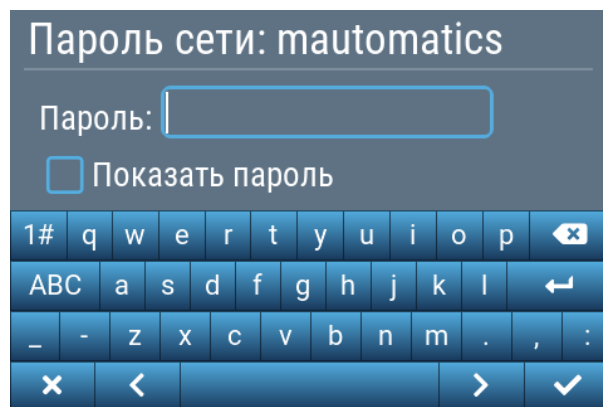 Пароль сети: mautomatics
Пароль:
Показать пароль
1# q w e r t y u i o p
ABC a s d f g h j k l
_ - z x c v b n m . , :